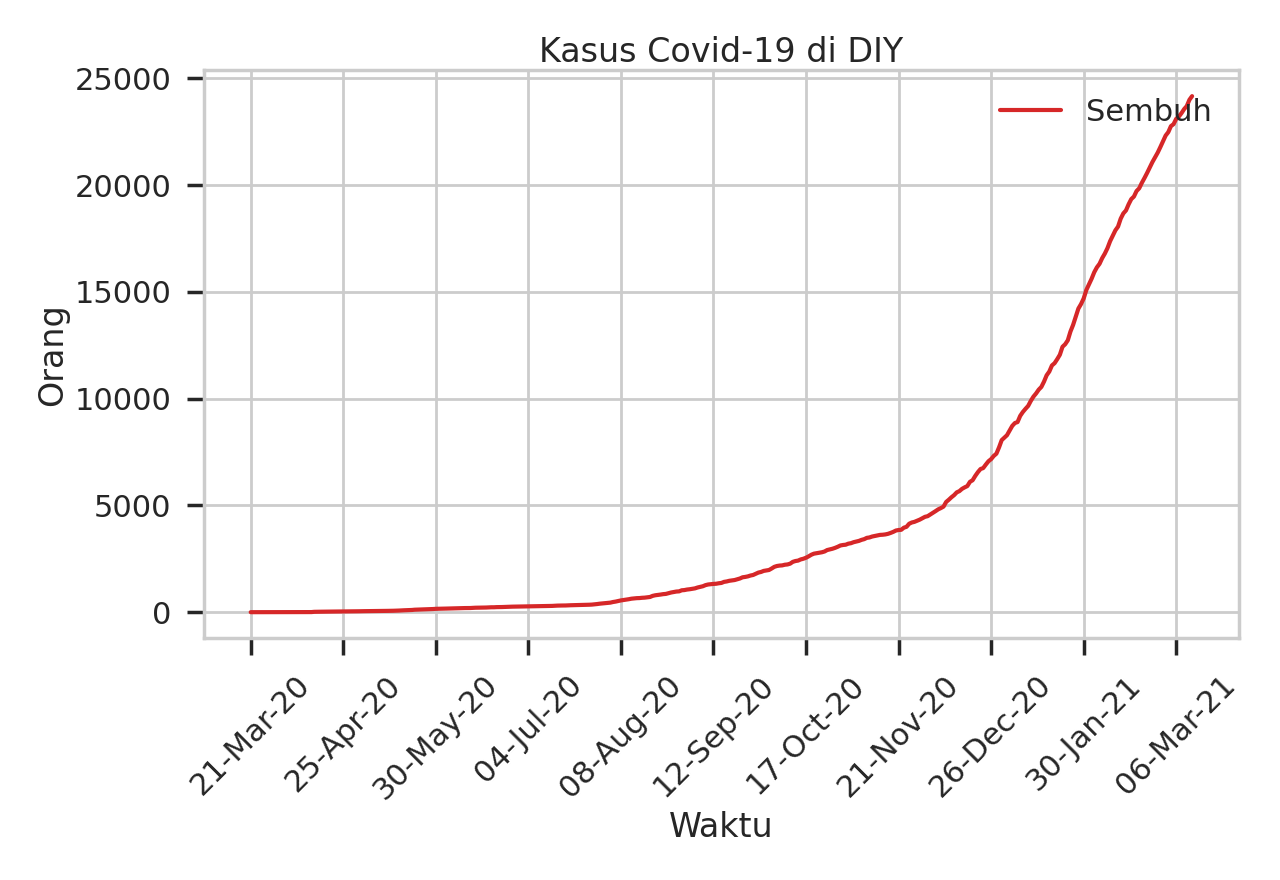 Kasus Covid-19 di DIY
25000
20000
15000
10000
5000
0
Orang
Sembuh
21-Mar-20
25-Apr-20
30-May-20
04-Jul-20
08-Aug-20
12-Sep-20
17-Oct-20
21-Nov-20
26-Dec-20
30-Jan-21
06-Mar-21
Waktu